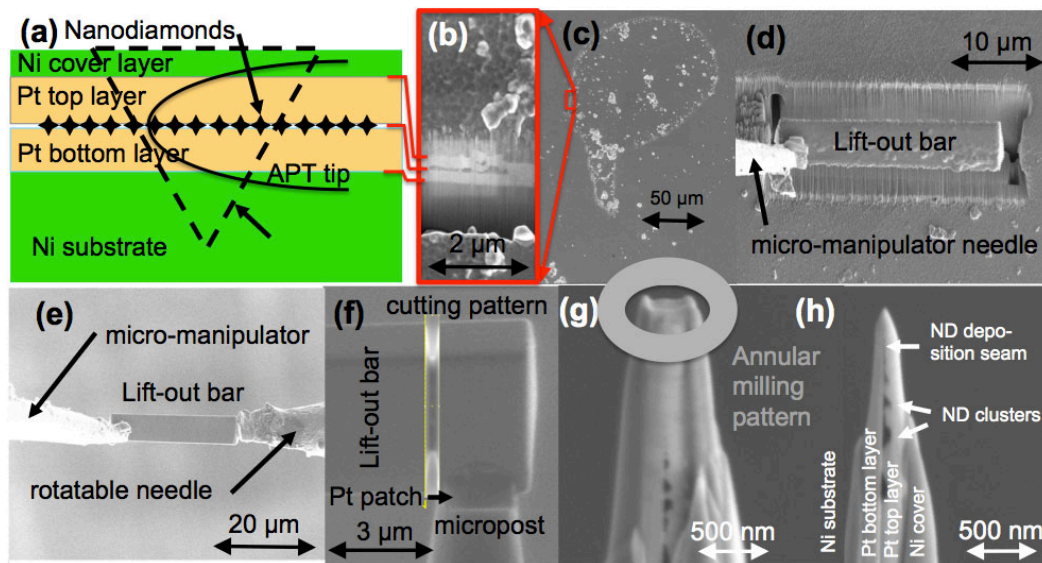 (a)
Nanodiamonds
Ni cover layer
Pt top layer
Pt bottom layer
APT tip
Ni substrate
(b)
2 µm
(c)
50 µm
(d)
10 µm
Lift-out bar
micro-manipulator needle
(e)
micro-manipulator
Lift-out bar
rotatable needle
20 µm
(f)
cutting pattern
Lift-out bar
Pt patch
micropost
3 µm
(g)
Annular
milling
pattern
500 nm
(h)
ND depo-
sition seam
ND clusters
Ni substrate
Pt bottom layer
Pt top layer
Ni cover
500 nm